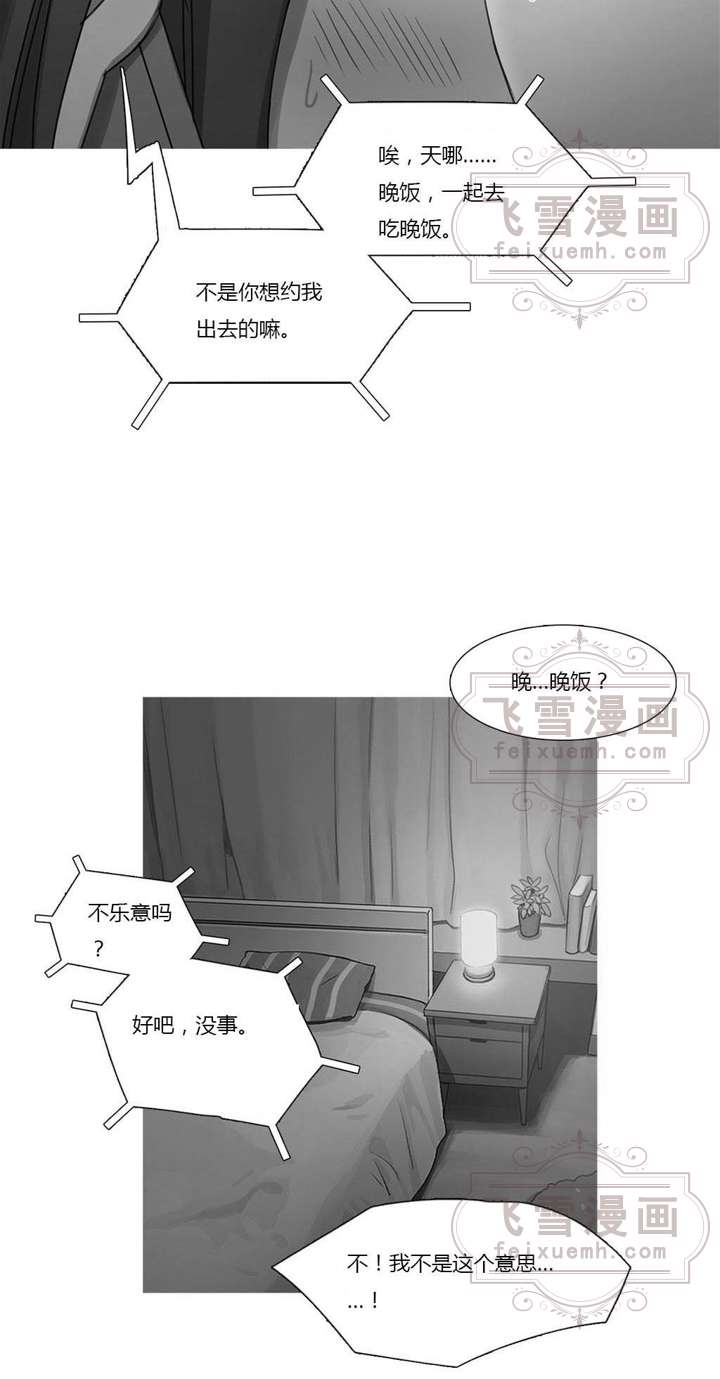 唉，天哪……
晚饭，一起去
吃晚饭。
飞雪漫画
feixuemh.com
不是你想约我
出去的嘛。
晚…晚饭？
飞雪漫画
feixuemh.com
不乐意吗
？
好吧，没事。
飞雪漫画
feixuemh.com
不！我不是这个意思…
…！